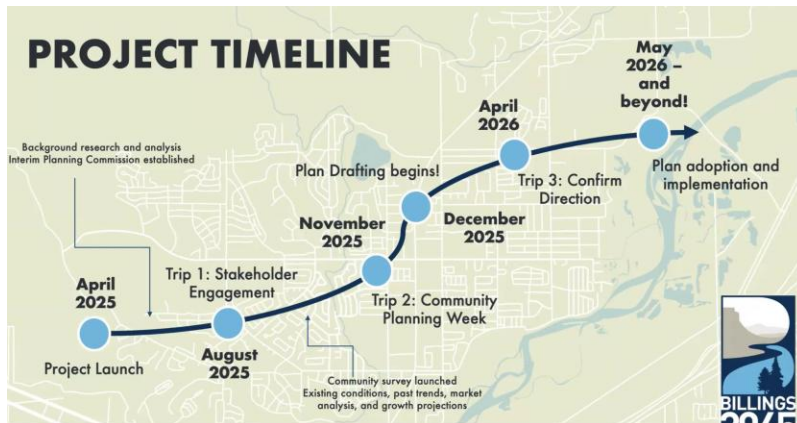 PROJECT TIMELINE
May
2026 –
and
beyond!
April
2026
Background research and analysis
Interim Planning Commission established
Plan Drafting begins!
Trip 3: Confirm
Direction
Plan adoption and
implementation
November
2025
December
2025
April
2025
Trip 1: Stakeholder
Engagement
Trip 2: Community
Planning Week
Project Launch
August
2025
Community survey launched
Existing conditions, past trends, market
analysis, and growth projections
BILLINGS
2045